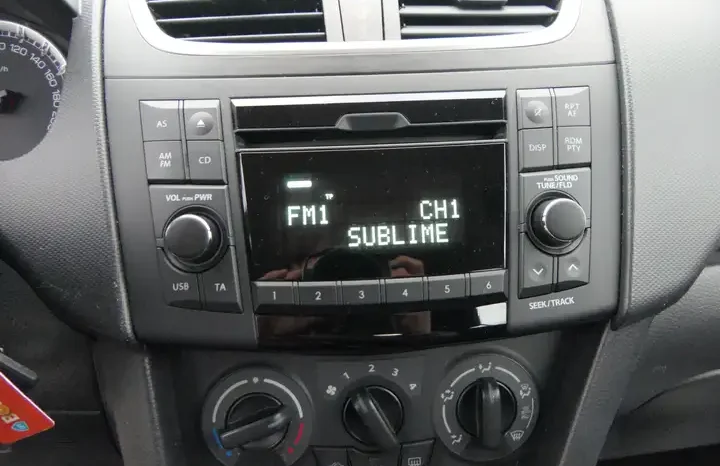 120 140 160 180 200
AS
AM
FM
CD
VOL PUSH PWR
USB
TA
TP
FM1 CH1
SUBLIME
1 2 3 4 5 6
RPT
AF
DISP
RDM
PTY
PUSH SOUND
TUNE/FLD
SEEK/TRACK
1 2 3 4